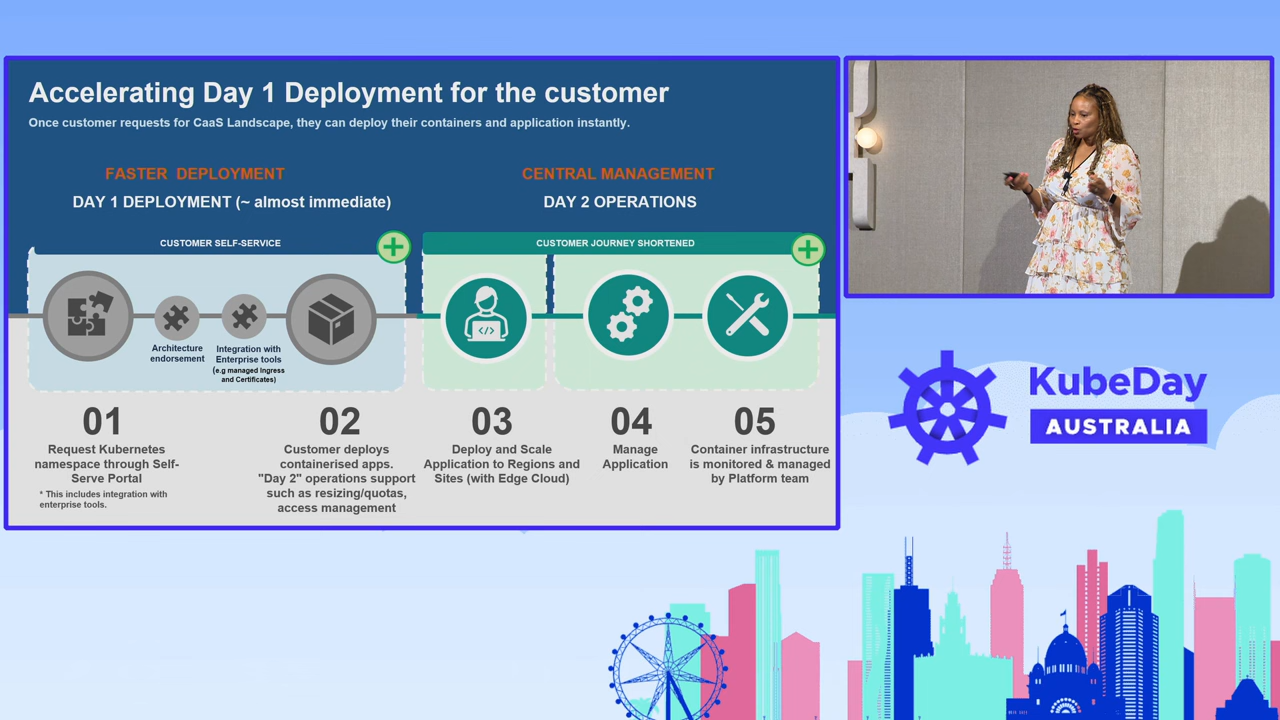 Accelerating Day 1 Deployment for the customer
Once customer requests for CaaS Landscape, they can deploy their containers and application instantly.
FASTER DEPLOYMENT
DAY 1 DEPLOYMENT (~ almost immediate)
CENTRAL MANAGEMENT
DAY 2 OPERATIONS
CUSTOMER SELF-SERVICE
CUSTOMER JOURNEY SHORTENED
Architecture
endorsement
Integration with
Enterprise tools
(e.g managed Ingress
and Certificates)
</>
01
Request Kubernetes
namespace through Self-
Serve Portal
* This includes integration with
enterprise tools.
02
Customer deploys
containerised apps.
"Day 2" operations support
such as resizing/quotas,
access management
03
Deploy and Scale
Application to Regions and
Sites (with Edge Cloud)
04
Manage
Application
05
Container infrastructure
is monitored & managed
by Platform team
KubeDay
AUSTRALIA